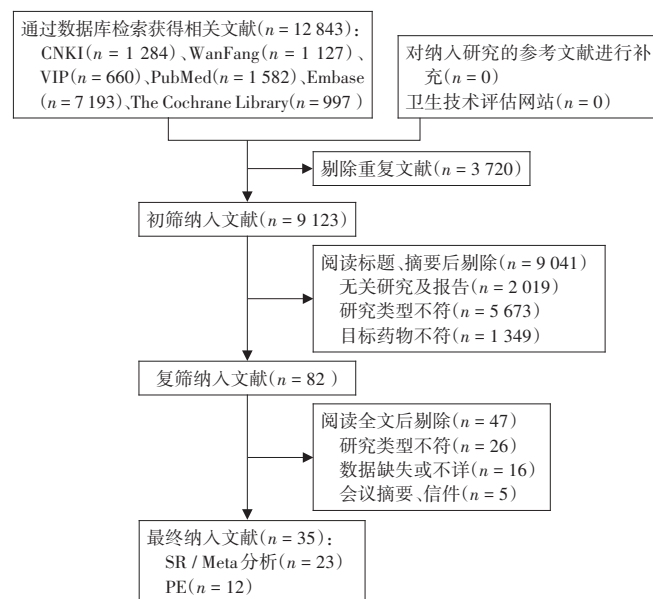 通过数据库检索获得相关文献(n = 12 843)：
CNKI(n = 1 284)、WanFang(n = 1 127)、
VIP(n = 660)、PubMed(n = 1 582)、Embase
(n = 7 193)、The Cochrane Library(n = 997)
对纳入研究的参考文献进行补
充(n = 0)
卫生技术评估网站(n = 0)
剔除重复文献(n = 3 720)
初筛纳入文献(n = 9 123)
阅读标题、摘要后剔除(n = 9 041)
无关研究及报告(n = 2 019)
研究类型不符(n = 5 673)
目标药物不符(n = 1 349)
复筛纳入文献(n = 82)
阅读全文后剔除(n = 47)
研究类型不符(n = 26)
数据缺失或不详(n = 16)
会议摘要、信件(n = 5)
最终纳入文献(n = 35)：
SR / Meta分析(n = 23)
PE(n = 12)